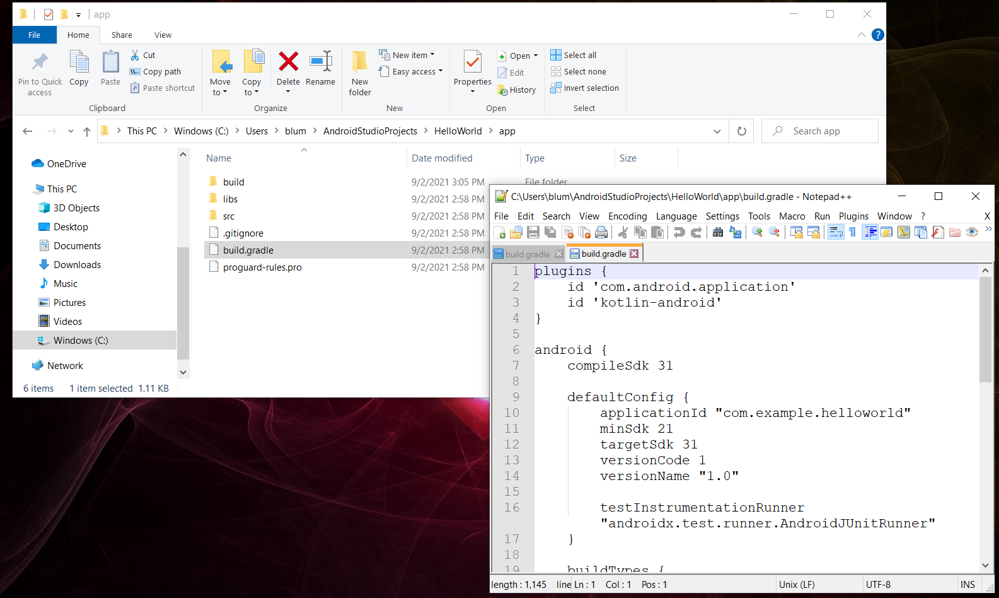 app
File Home Share View
Pin to Quick access
Copy
Paste
Cut
Copy path
Paste shortcut
Clipboard
Move to
Copy to
Delete
Rename
Organize
New folder
New item
Easy access
New
Properties
Open
Edit
History
Open
Select all
Select none
Invert selection
Select
This PC > Windows (C:) > Users > blum > AndroidStudioProjects > HelloWorld > app
Search app
OneDrive
This PC
3D Objects
Desktop
Documents
Downloads
Music
Pictures
Videos
Windows (C:)
Network
Name Date modified Type Size
build 9/2/2021 3:05 PM File folder
libs 9/2/2021 2:58 PM
src 9/2/2021 2:58 PM
.gitignore 9/2/2021 2:58 PM
build.gradle 9/2/2021 2:58 PM
proguard-rules.pro 9/2/2021 2:58 PM
6 items 1 item selected 1.11 KB
C:\Users\blum\AndroidStudioProjects\HelloWorld\app\build.gradle - Notepad++
File Edit Search View Encoding Language Settings Tools Macro Run Plugins Window ? X
build.gradle build.gradle
1 plugins {
2 id 'com.android.application'
3 id 'kotlin-android'
4 }
5
6 android {
7 compileSdk 31
8
9 defaultConfig {
10 applicationId "com.example.helloworld"
11 minSdk 21
12 targetSdk 31
13 versionCode 1
14 versionName "1.0"
15
16 testInstrumentationRunner
"androidx.test.runner.AndroidJUnitRunner"
17 }
18
19 buildTypes {
length : 1,145 line Ln : 1 Col : 1 Pos : 1 Unix (LF) UTF-8 INS